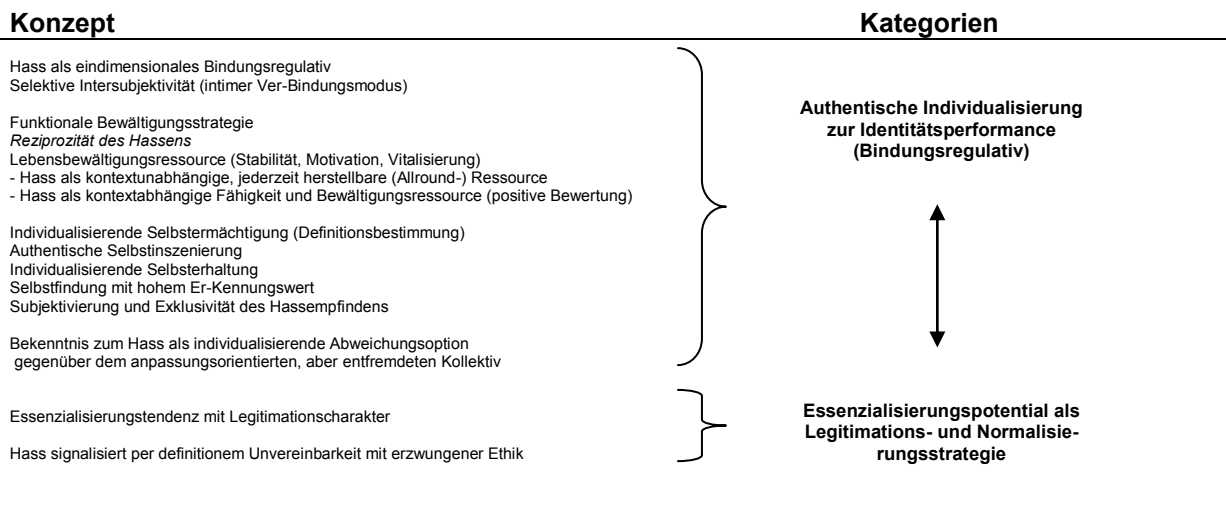 Konzept
Kategorien
Hass als eindimensionales Bindungsregulativ
Selektive Intersubjektivität (intimer Ver-Bindungsmodus)
Funktionale Bewältigungsstrategie
Reziprozität des Hassens
Lebensbewältigungsressource (Stabilität, Motivation, Vitalisierung)
- Hass als kontextunabhängige, jederzeit herstellbare (Allround-) Ressource
- Hass als kontextabhängige Fähigkeit und Bewältigungsressource (positive Bewertung)
Individualisierende Selbstermächtigung (Definitionsbestimmung)
Authentische Selbstinszenierung
Individualisierende Selbsterhaltung
Selbstfindung mit hohem Er-Kennungswert
Subjektivierung und Exklusivität des Hassempfindens
Bekenntnis zum Hass als individualisierende Abweichungsoption
gegenüber dem anpassungsorientierten, aber entfremdeten Kollektiv
Authentische Individualisierung
zur Identitätsperformance
(Bindungsregulativ)
Essenzialisierungstendenz mit Legitimationscharakter
Hass signalisiert per definitionem Unvereinbarkeit mit erzwungener Ethik
Essenzialisierungspotential als
Legitimations- und Normalisie-
rungsstrategie